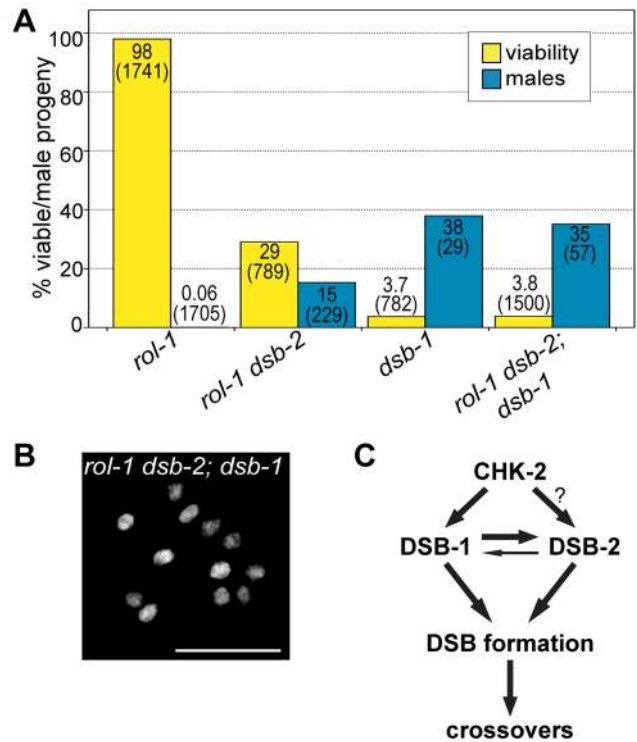 A
% viable/male progeny
100
80
60
40
20
0
viability
males
98
(1741)
0.06
(1705)
29
(789)
15
(229)
3.7
(782)
38
(29)
3.8
(1500)
35
(57)
rol-1
rol-1 dsb-2
dsb-1
rol-1 dsb-2;
dsb-1
B
rol-1 dsb-2; dsb-1
C
CHK-2
?
DSB-1
DSB-2
DSB formation
crossovers